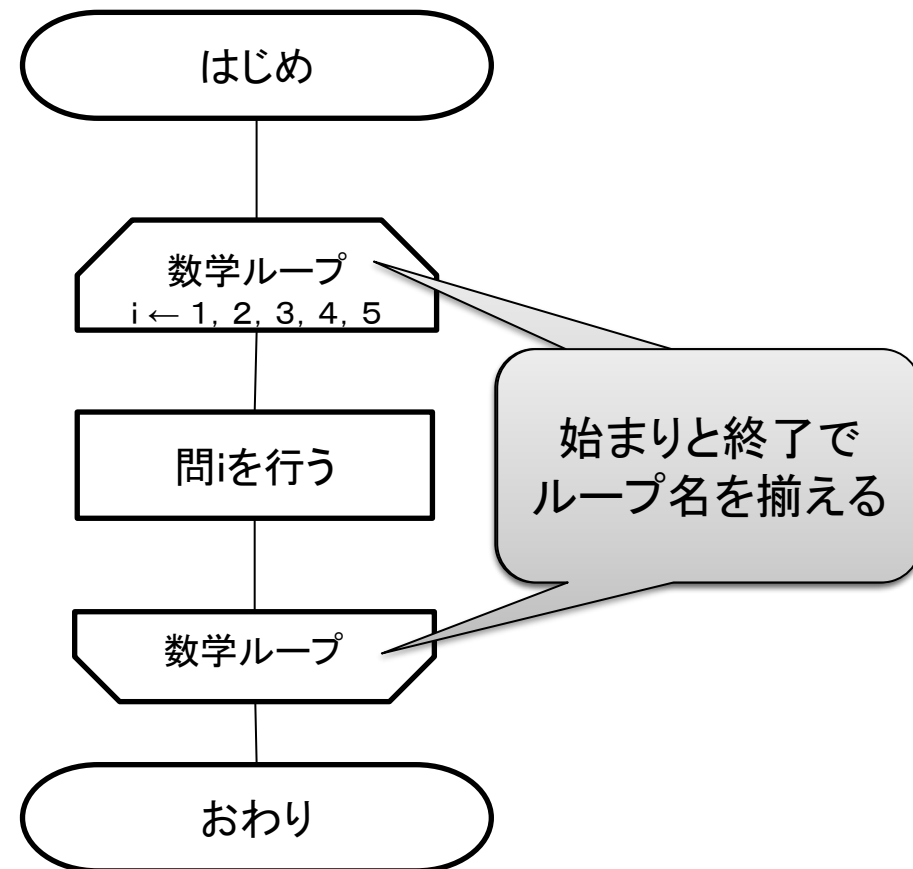 はじめ
数学ループ
i ← 1, 2, 3, 4, 5
始まりと終了で
ループ名を揃える
問iを行う
数学ループ
おわり